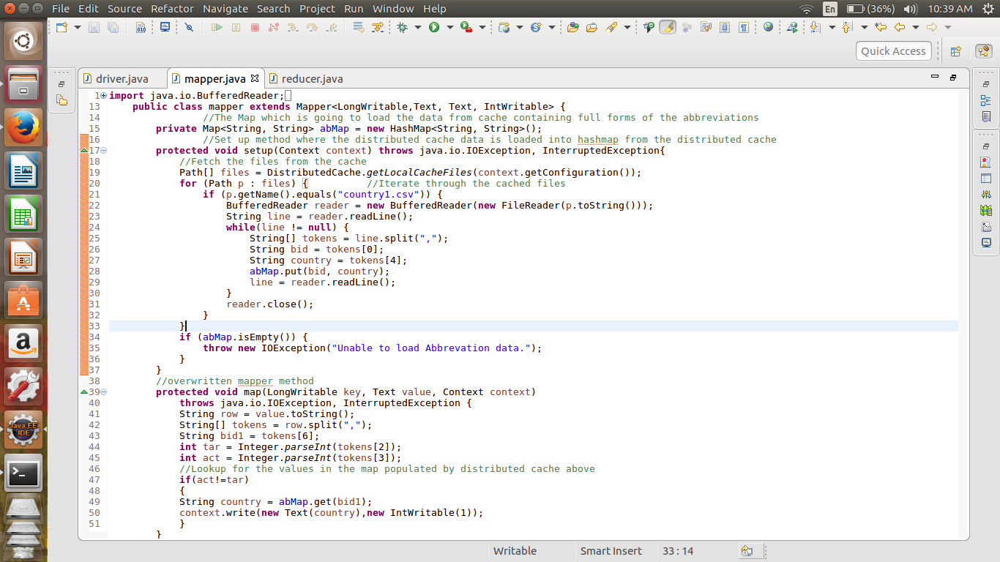 File Edit Source Refactor Navigate Search Project Run Window Help
En (36%) 10:39 AM
010
Quick Access
driver.java mapper.java reducer.java
1 import java.io.BufferedReader;
13 public class mapper extends Mapper<LongWritable,Text, Text, IntWritable> {
14 //The Map which is going to load the data from cache containing full forms of the abbreviations
15 private Map<String, String> abMap = new HashMap<String, String>();
16 //Set up method where the distributed cache data is loaded into hashmap from the distributed cache
17 protected void setup(Context context) throws java.io.IOException, InterruptedException{
18 //Fetch the files from the cache
19 Path[] files = DistributedCache.getLocalCacheFiles(context.getConfiguration());
20 for (Path p : files) { //Iterate through the cached files
21 if (p.getName().equals("country1.csv")) {
22 BufferedReader reader = new BufferedReader(new FileReader(p.toString()));
23 String line = reader.readLine();
24 while(line != null) {
25 String[] tokens = line.split(",");
26 String bid = tokens[0];
27 String country = tokens[4];
28 abMap.put(bid, country);
29 line = reader.readLine();
30 }
31 reader.close();
32 }
33 }
34 if (abMap.isEmpty()) {
35 throw new IOException("Unable to load Abbrevation data.");
36 }
37 }
38 //overwritten mapper method
39 protected void map(LongWritable key, Text value, Context context)
40 throws java.io.IOException, InterruptedException {
41 String row = value.toString();
42 String[] tokens = row.split(",");
43 String bid1 = tokens[6];
44 int tar = Integer.parseInt(tokens[2]);
45 int act = Integer.parseInt(tokens[3]);
46 //Lookup for the values in the map populated by distributed cache above
47 if(act!=tar)
48 {
49 String country = abMap.get(bid1);
50 context.write(new Text(country),new IntWritable(1));
51 }
}
Java EE
IDE
Writable Smart Insert 33 : 14